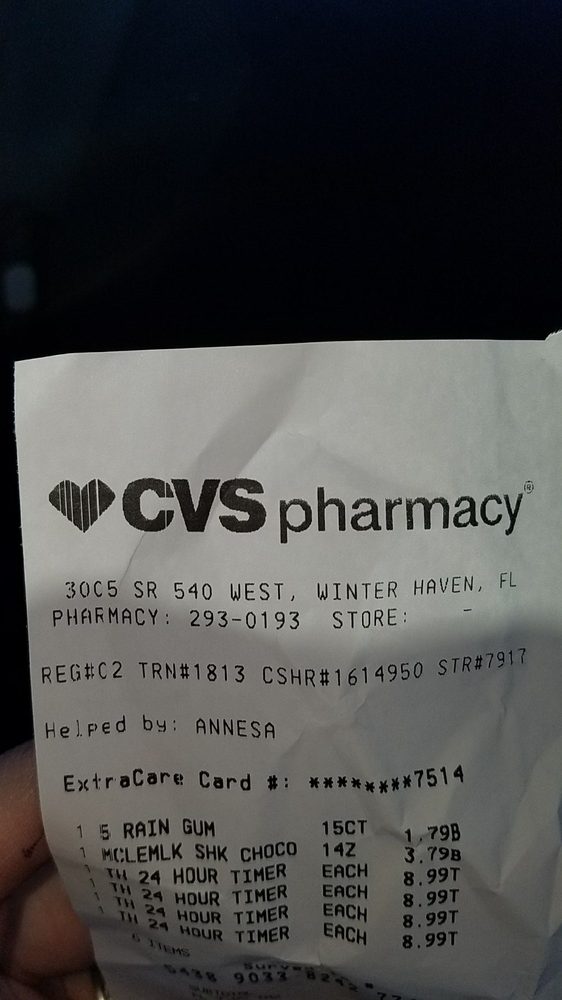 CVS pharmacy®
30C5 SR 540 WEST, WINTER HAVEN, FL
PHARMACY: 293-0193 STORE: -
REG#C2 TRN#1813 CSHR#1614950 STR#7917
Helped by: ANNESA
ExtraCare Card #: ********7514
1 5 RAIN GUM 15CT 1.79B
1 MCLEMLK SHK CHOCO 14Z 3.79B
1 TH 24 HOUR TIMER EACH 8.99T
1 TH 24 HOUR TIMER EACH 8.99T
1 TH 24 HOUR TIMER EACH 8.99T
1 TH 24 HOUR TIMER EACH 8.99T
6 ITEMS